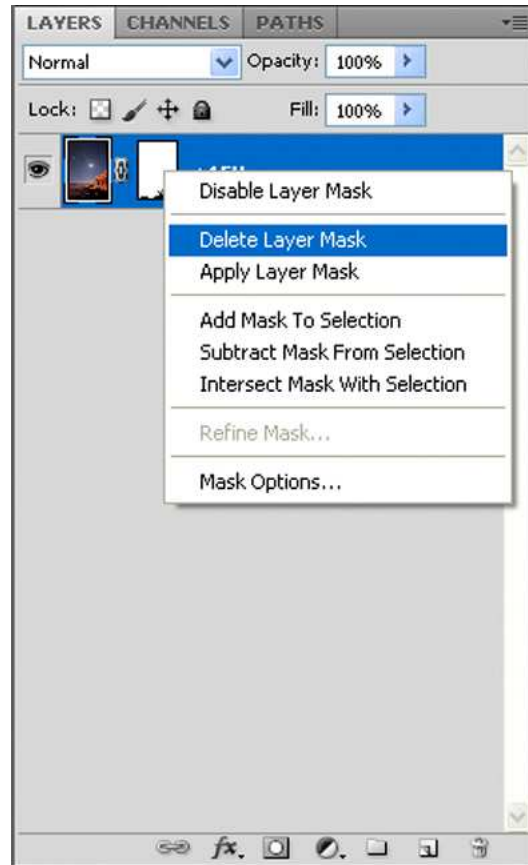 LAYERS CHANNELS PATHS
Normal Opacity: 100%
Lock: Fill: 100%
Disable Layer Mask
Delete Layer Mask
Apply Layer Mask
Add Mask To Selection
Subtract Mask From Selection
Intersect Mask With Selection
Refine Mask...
Mask Options...
fx.